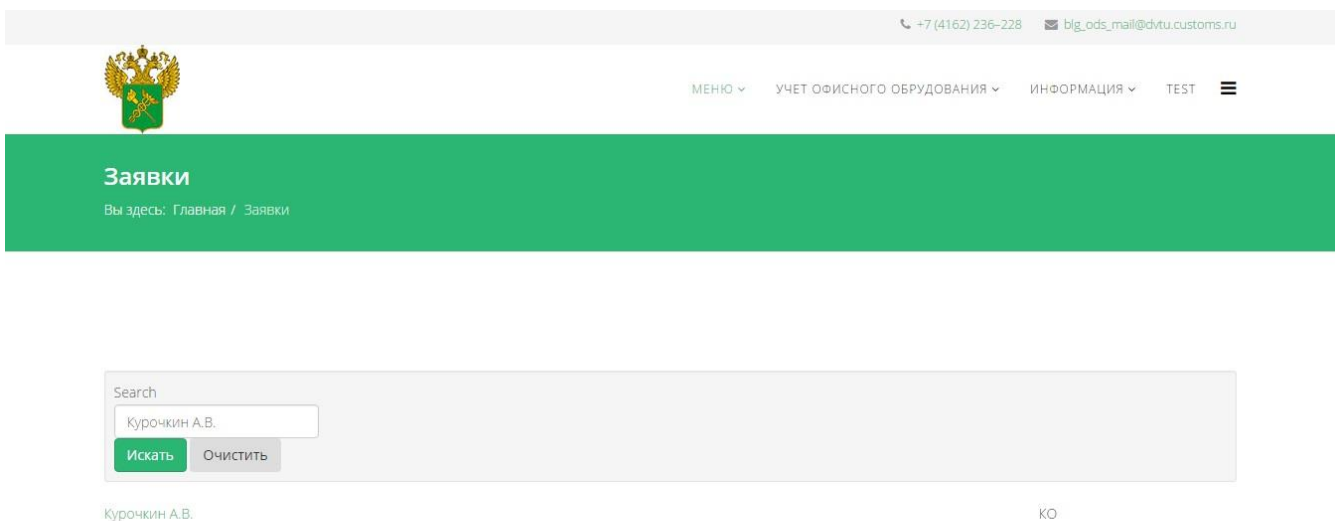 +7 (4162) 236–228 blg_ods_mail@dvtu.customs.ru
МЕНЮ УЧЕТ ОФИСНОГО ОБРУДОВАНИЯ ИНФОРМАЦИЯ TEST
Заявки
Вы здесь: Главная / Заявки
Search
Курочкин А.В.
Искать Очистить
Курочкин А.В. КО